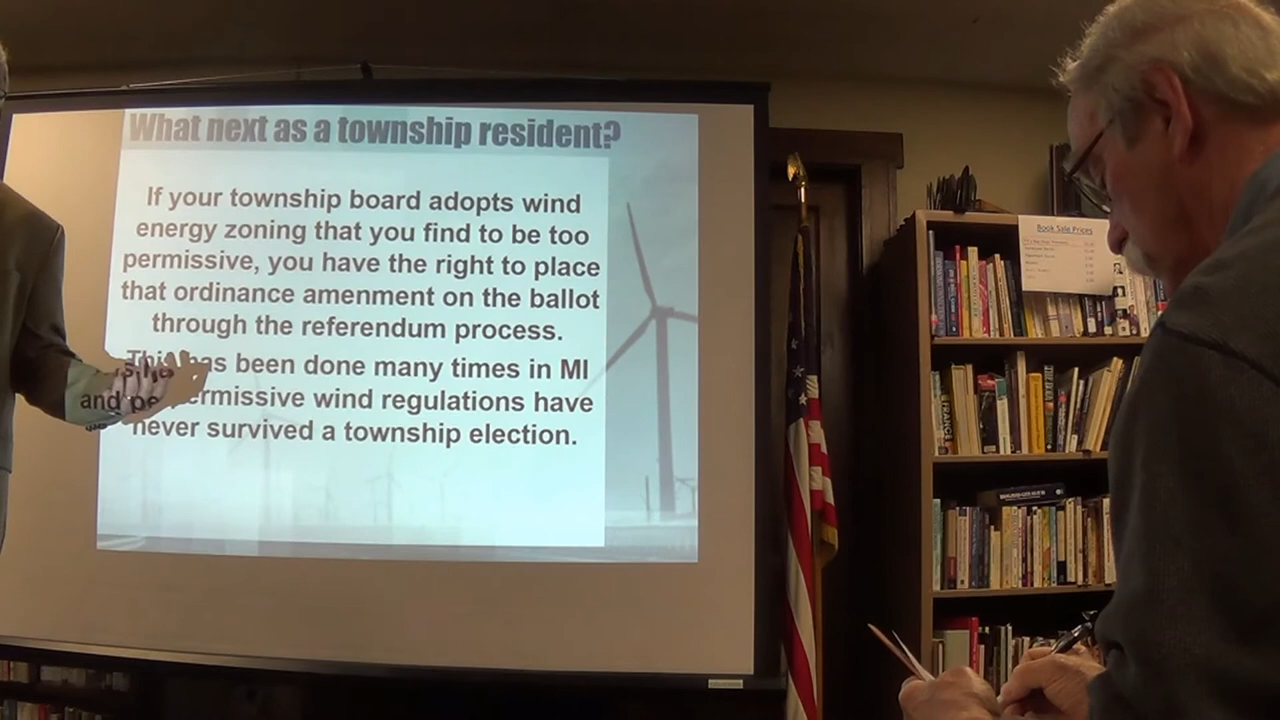 What next as a township resident?
If your township board adopts wind
energy zoning that you find to be too
permissive, you have the right to place
that ordinance amenment on the ballot
through the referendum process.
This has been done many times in MI
and permissive wind regulations have
never survived a township election.
Book Sale Prices